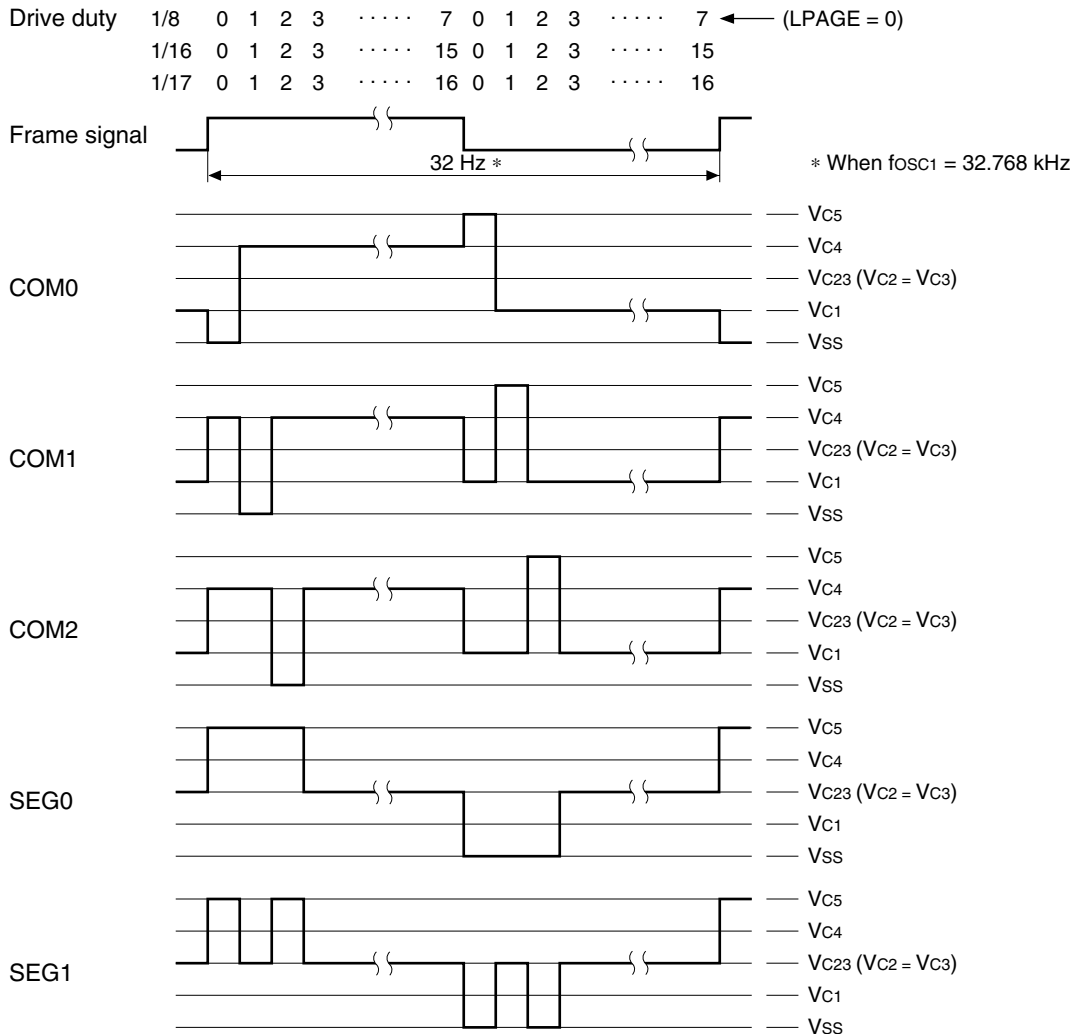 Drive duty 1/8 0 1 2 3 ····· 7 0 1 2 3 ····· 7 (LPAGE = 0)
1/16 0 1 2 3 ····· 15 0 1 2 3 ····· 15
1/17 0 1 2 3 ····· 16 0 1 2 3 ····· 16
Frame signal
32 Hz * * When fOSC1 = 32.768 kHz
COM0
VC5
VC4
VC23 (VC2 = VC3)
VC1
VSS
COM1
VC5
VC4
VC23 (VC2 = VC3)
VC1
VSS
COM2
VC5
VC4
VC23 (VC2 = VC3)
VC1
VSS
SEG0
VC5
VC4
VC23 (VC2 = VC3)
VC1
VSS
SEG1
VC5
VC4
VC23 (VC2 = VC3)
VC1
VSS